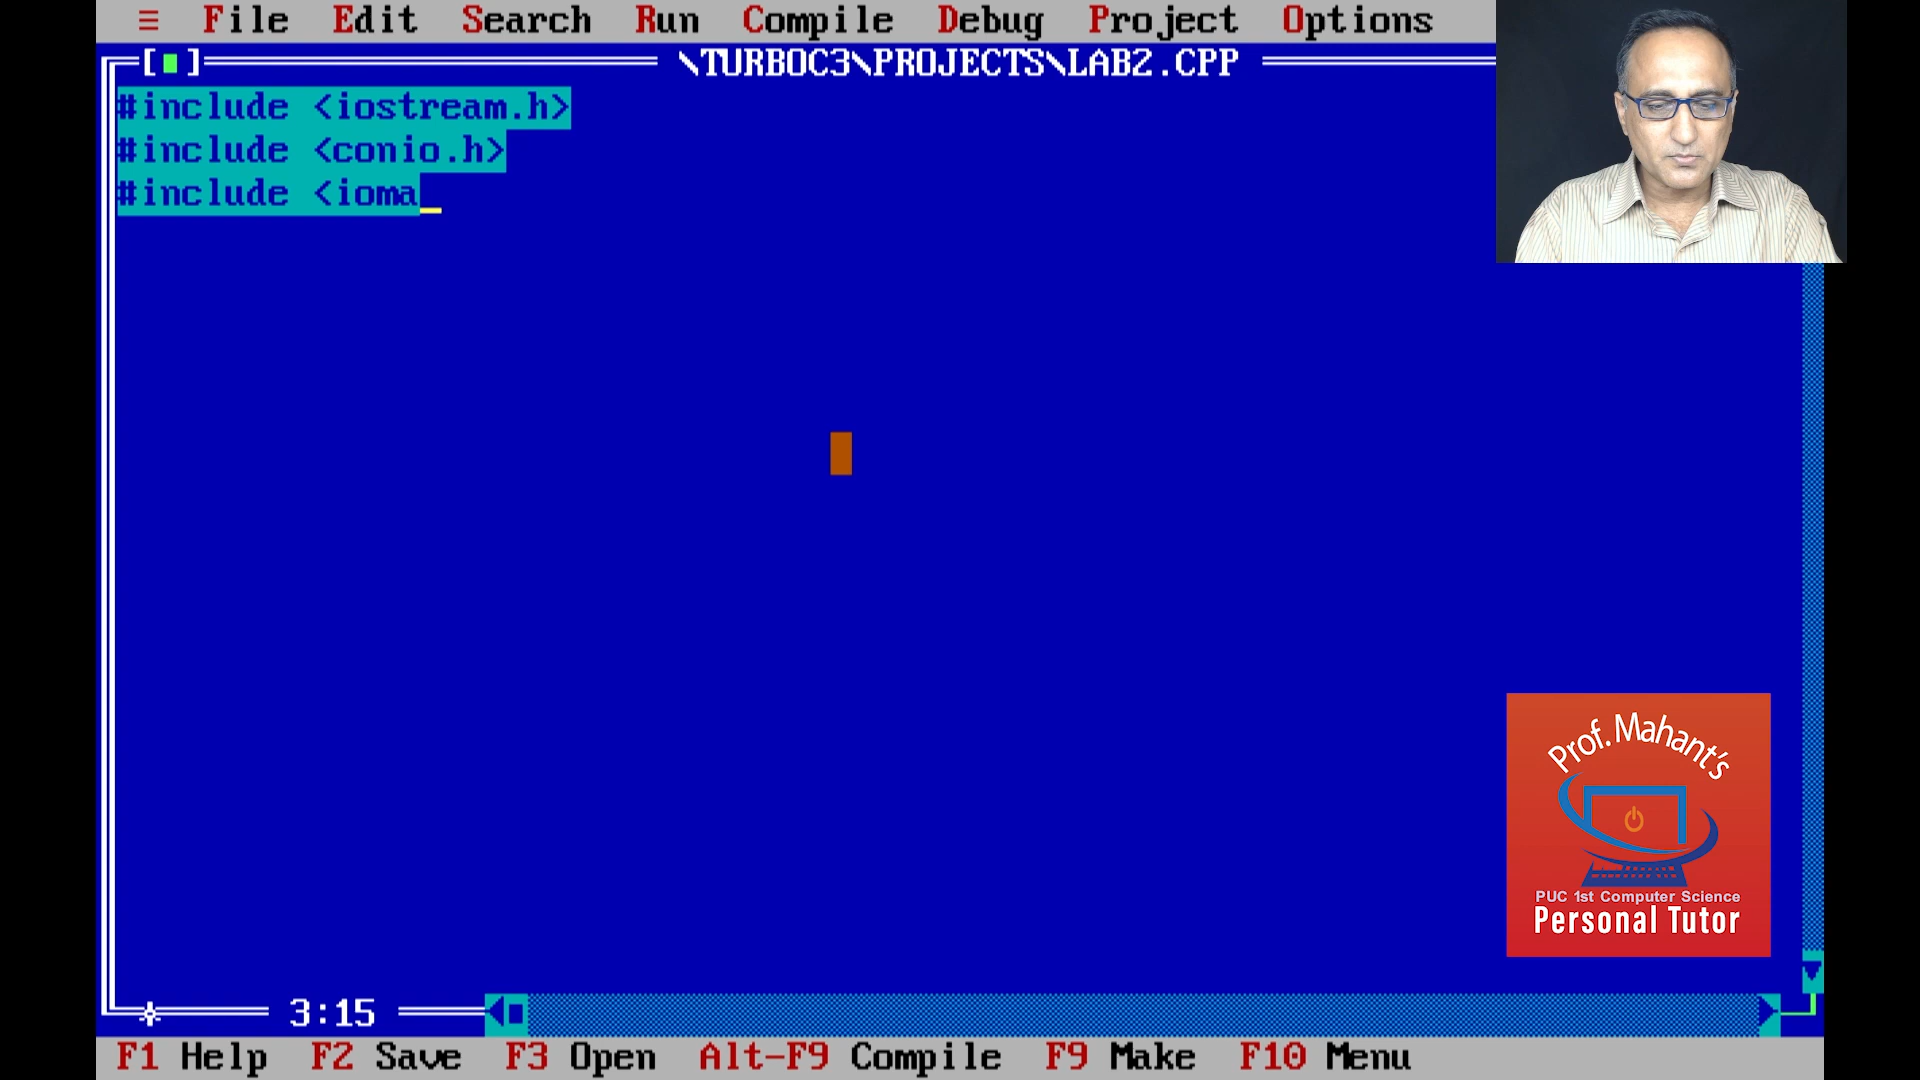 ≡ File Edit Search Run Compile Debug Project Options
[■] \TURBOC3\PROJECTS\LAB2.CPP
#include <iostream.h>
#include <conio.h>
#include <ioma_
Prof. Mahant's
PUC 1st Computer Science
Personal Tutor
3:15
F1 Help F2 Save F3 Open Alt-F9 Compile F9 Make F10 Menu